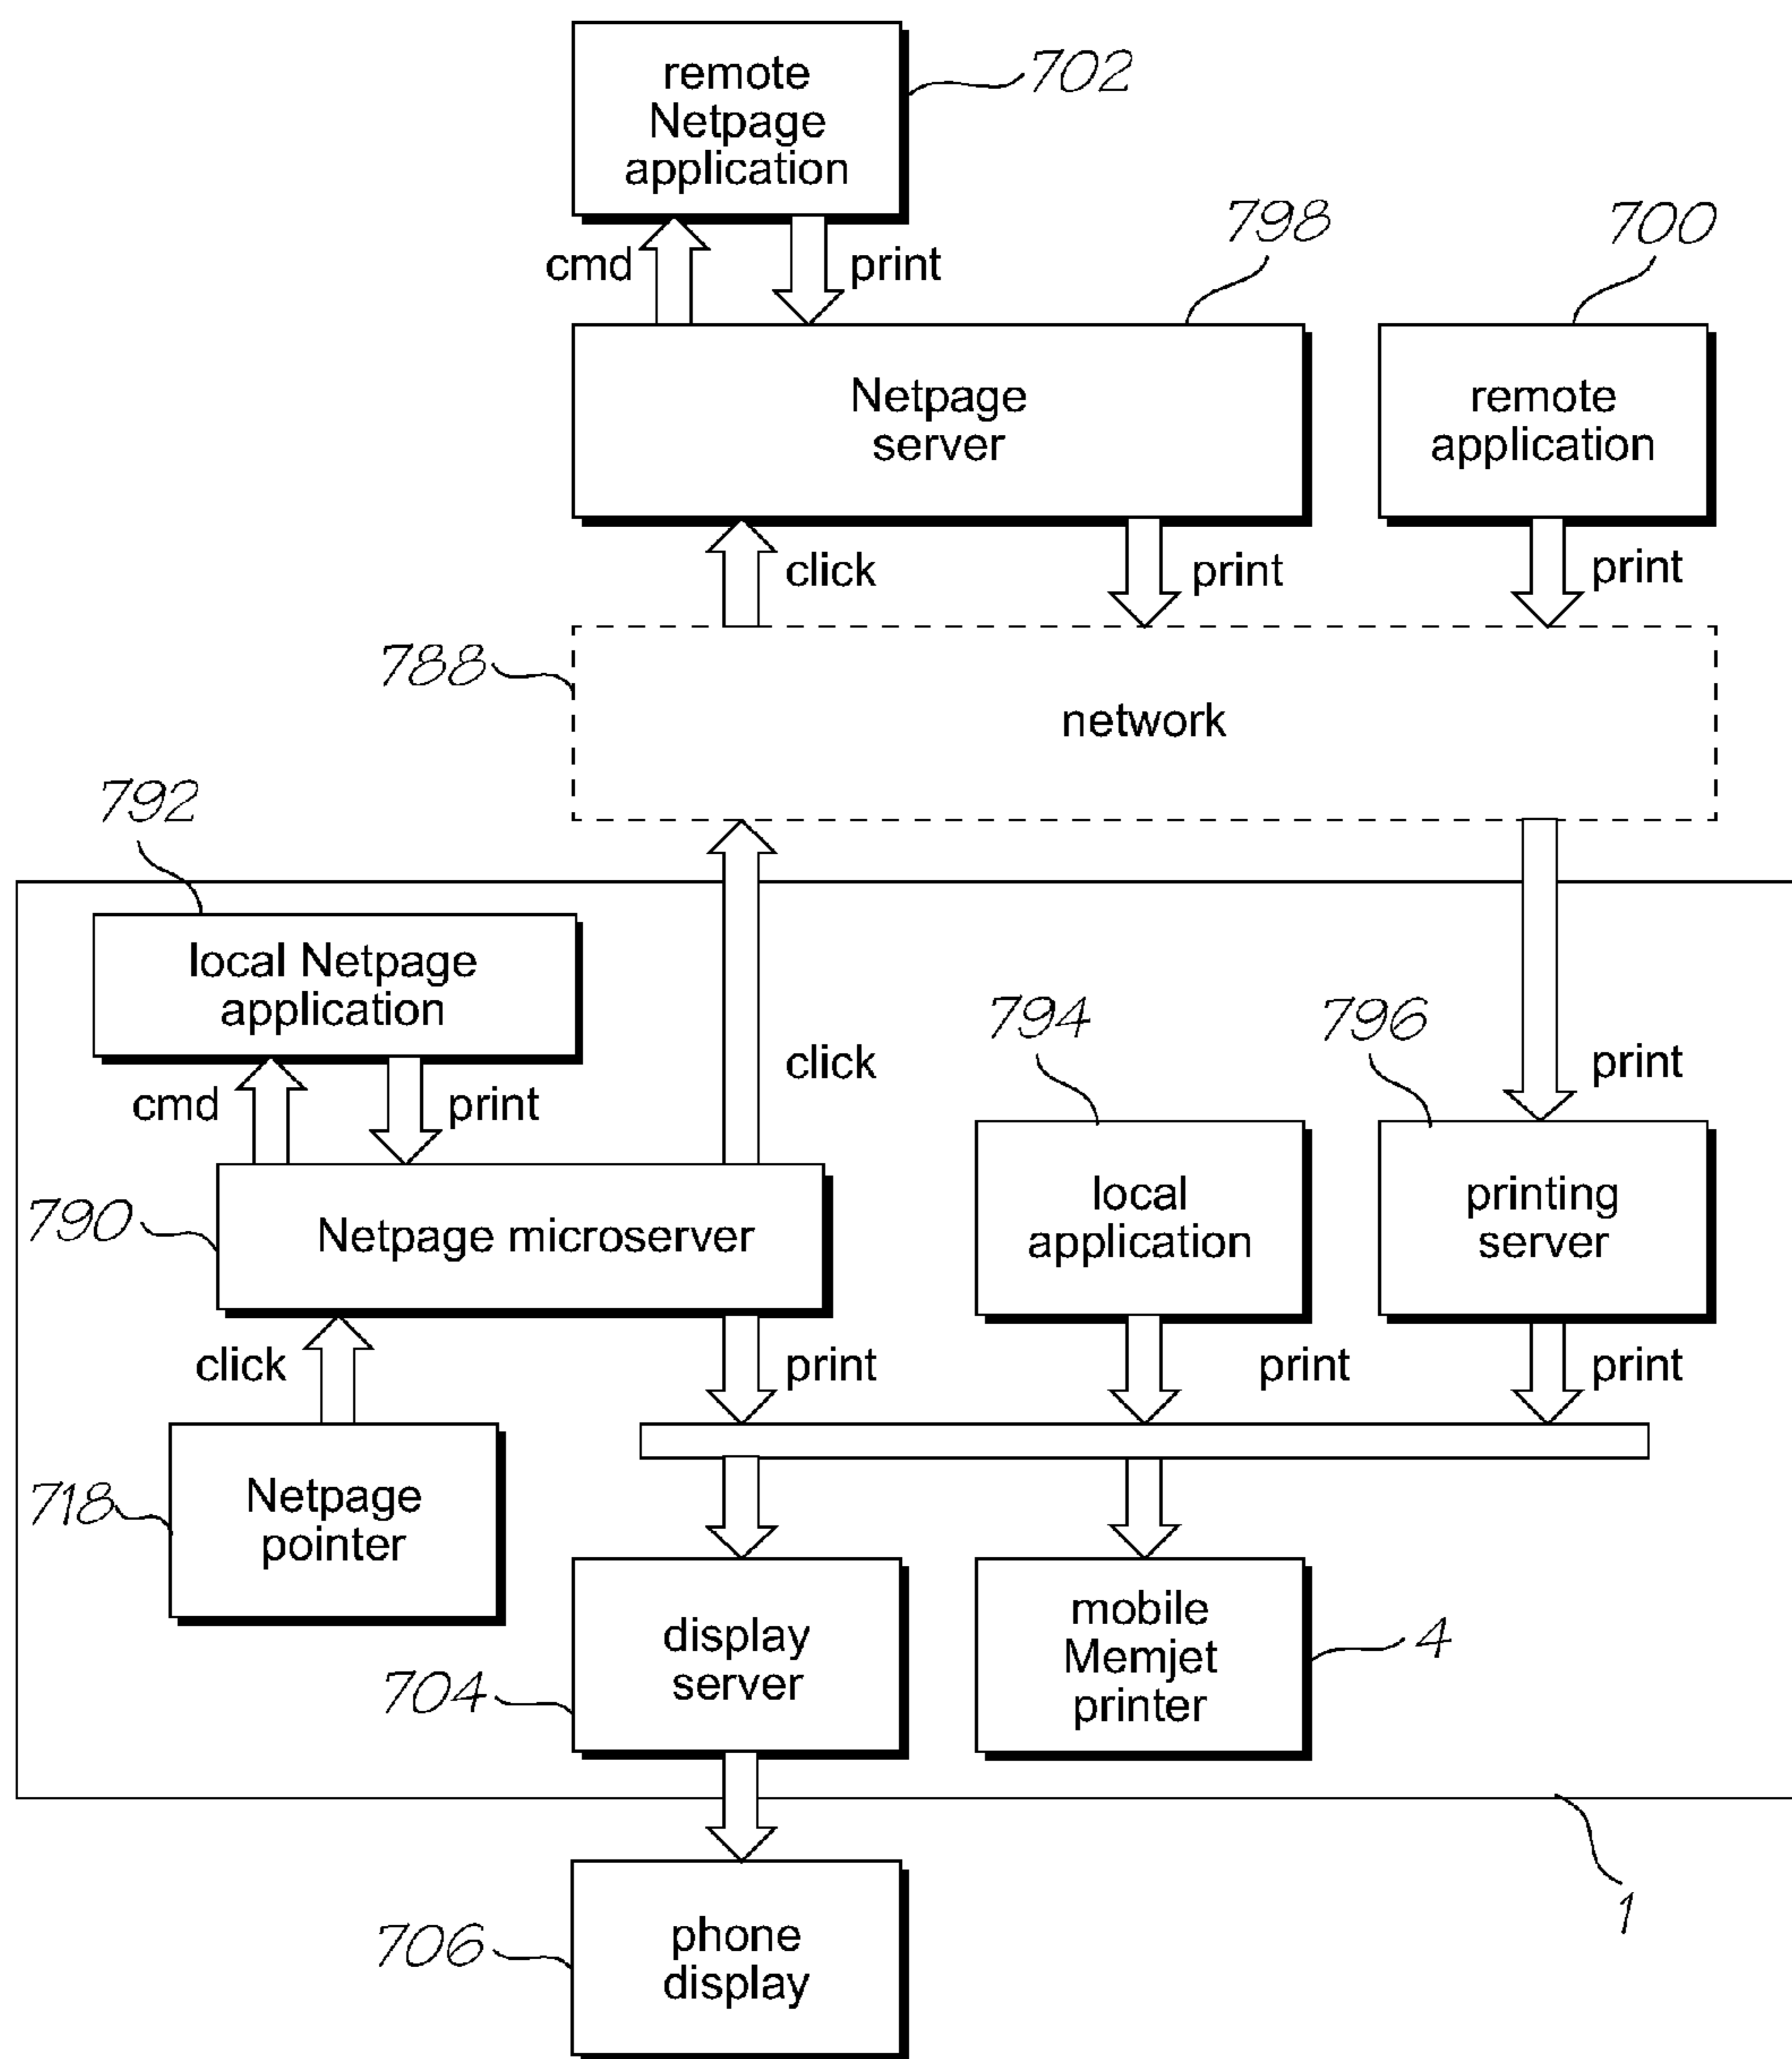 remote
Netpage
application
702
cmd
print
798
700
Netpage
server
remote
application
click
print
print
788
network
792
local Netpage
application
794
796
click
print
cmd
print
790
Netpage microserver
local
application
printing
server
click
print
print
print
718
Netpage
pointer
704
display
server
mobile
Memjet
printer
4
706
phone
display
1